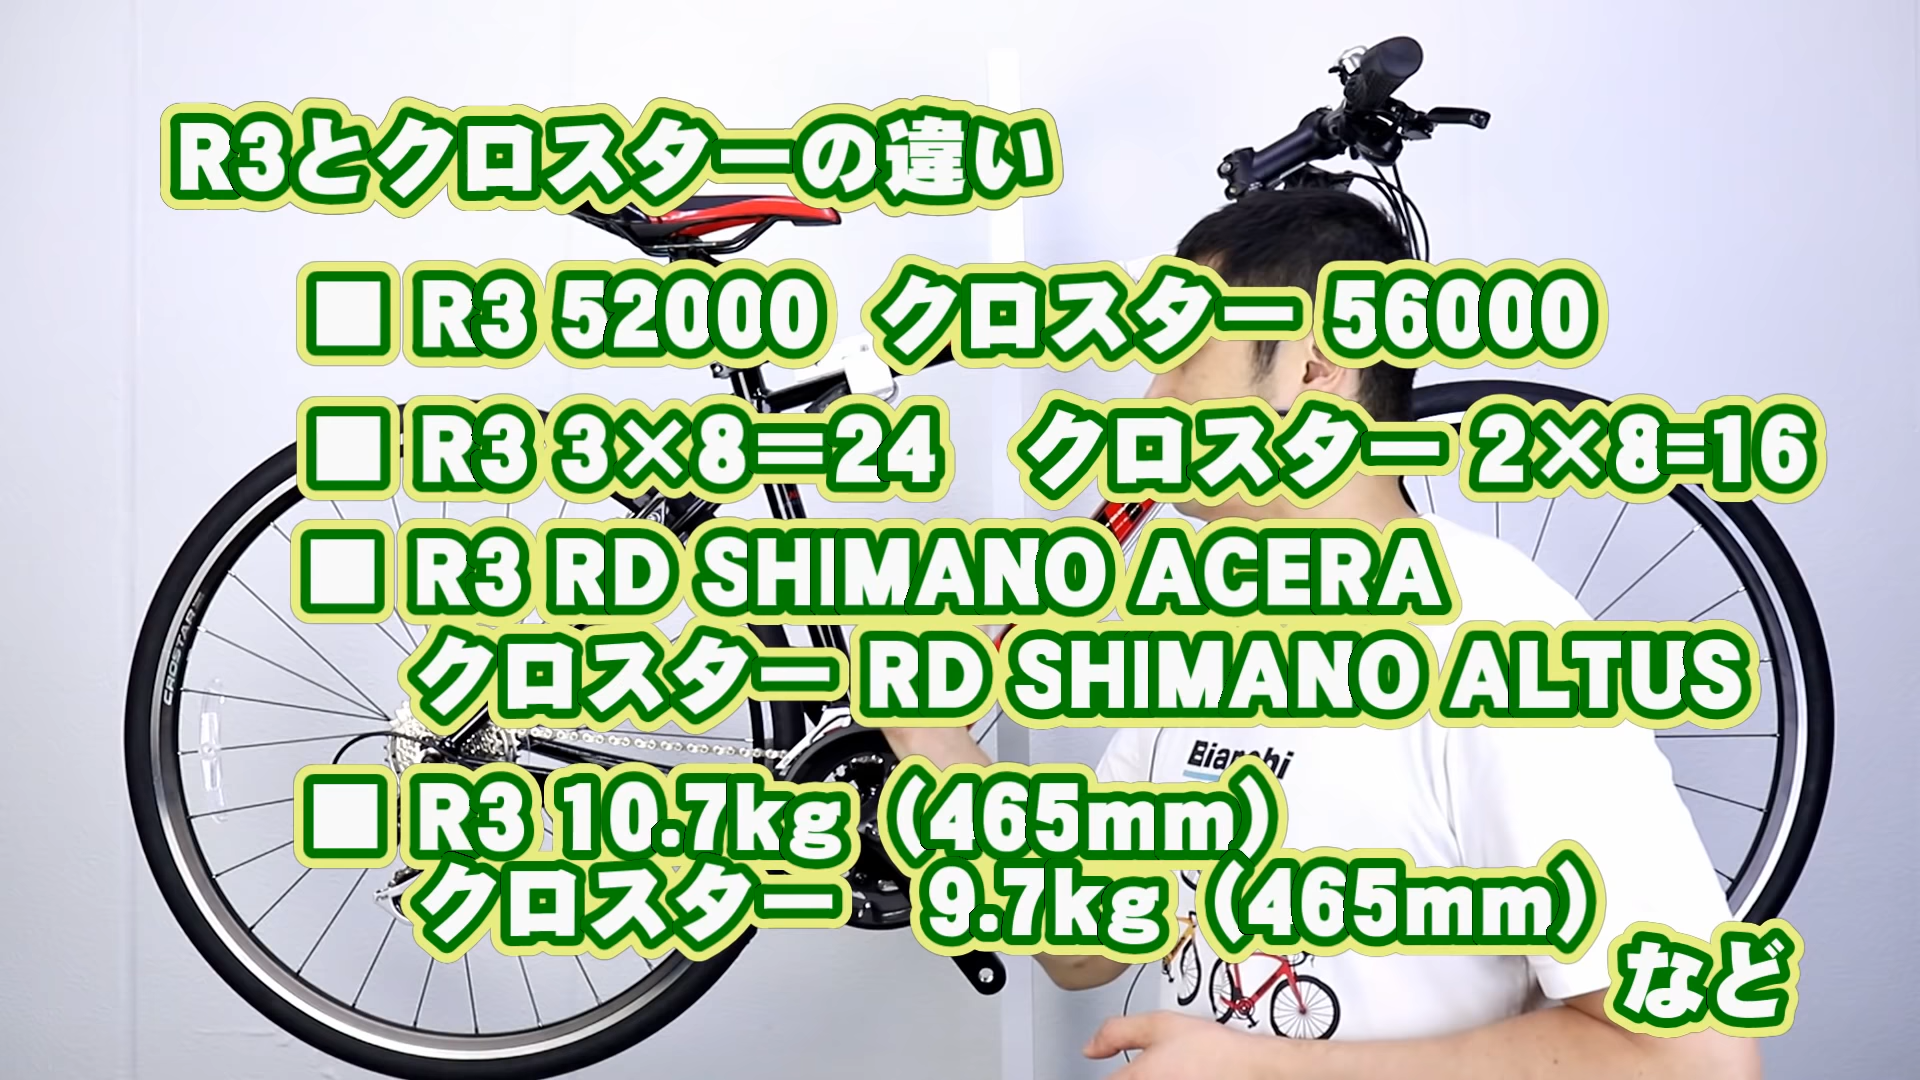 R3とクロスターの違い
■ R3 52000 クロスター 56000
■ R3 3×8=24 クロスター 2×8=16
■ R3 RD SHIMANO ACERA
クロスター RD SHIMANO ALTUS
■ R3 10.7kg（465mm）
クロスター 9.7kg（465mm）
など
CROSTAR
Bianchi